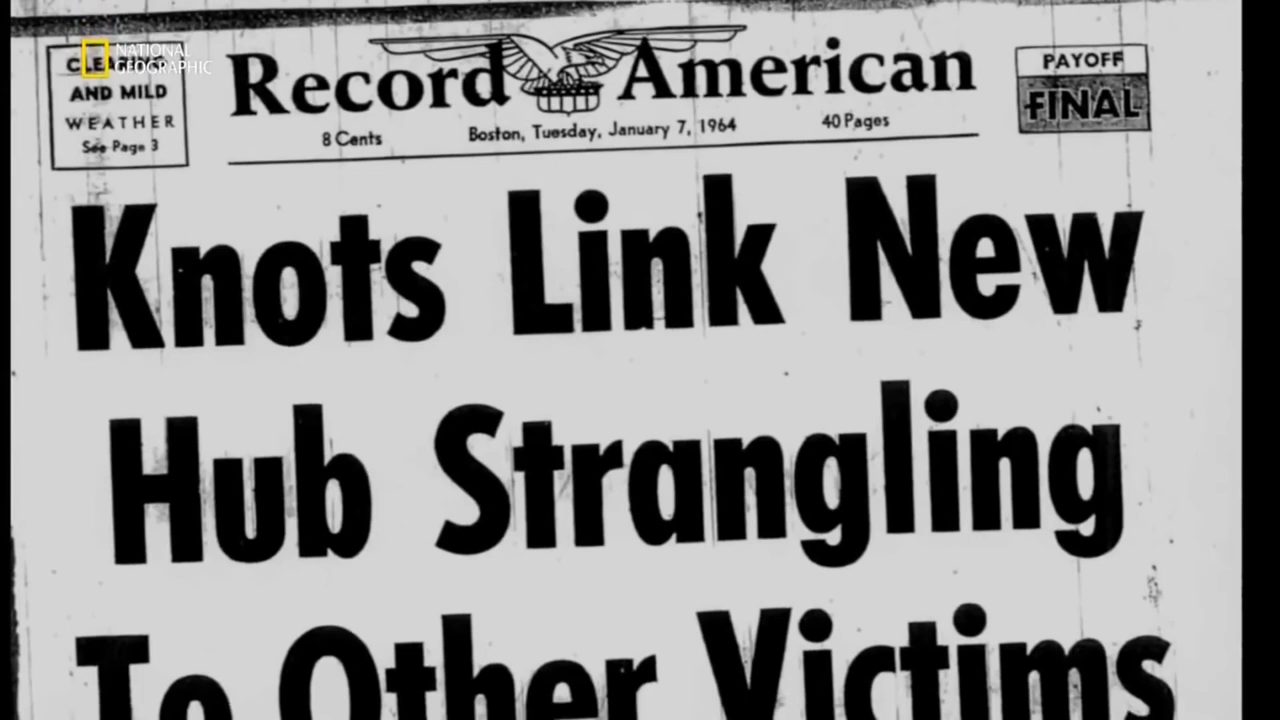 NATIONAL
GEOGRAPHIC
AND MILD
WEATHER
See Page 3
Record American
8 Cents
Boston, Tuesday, January 7, 1964
40 Pages
PAYOFF
FINAL
Knots Link New
Hub Strangling
To Other Victims